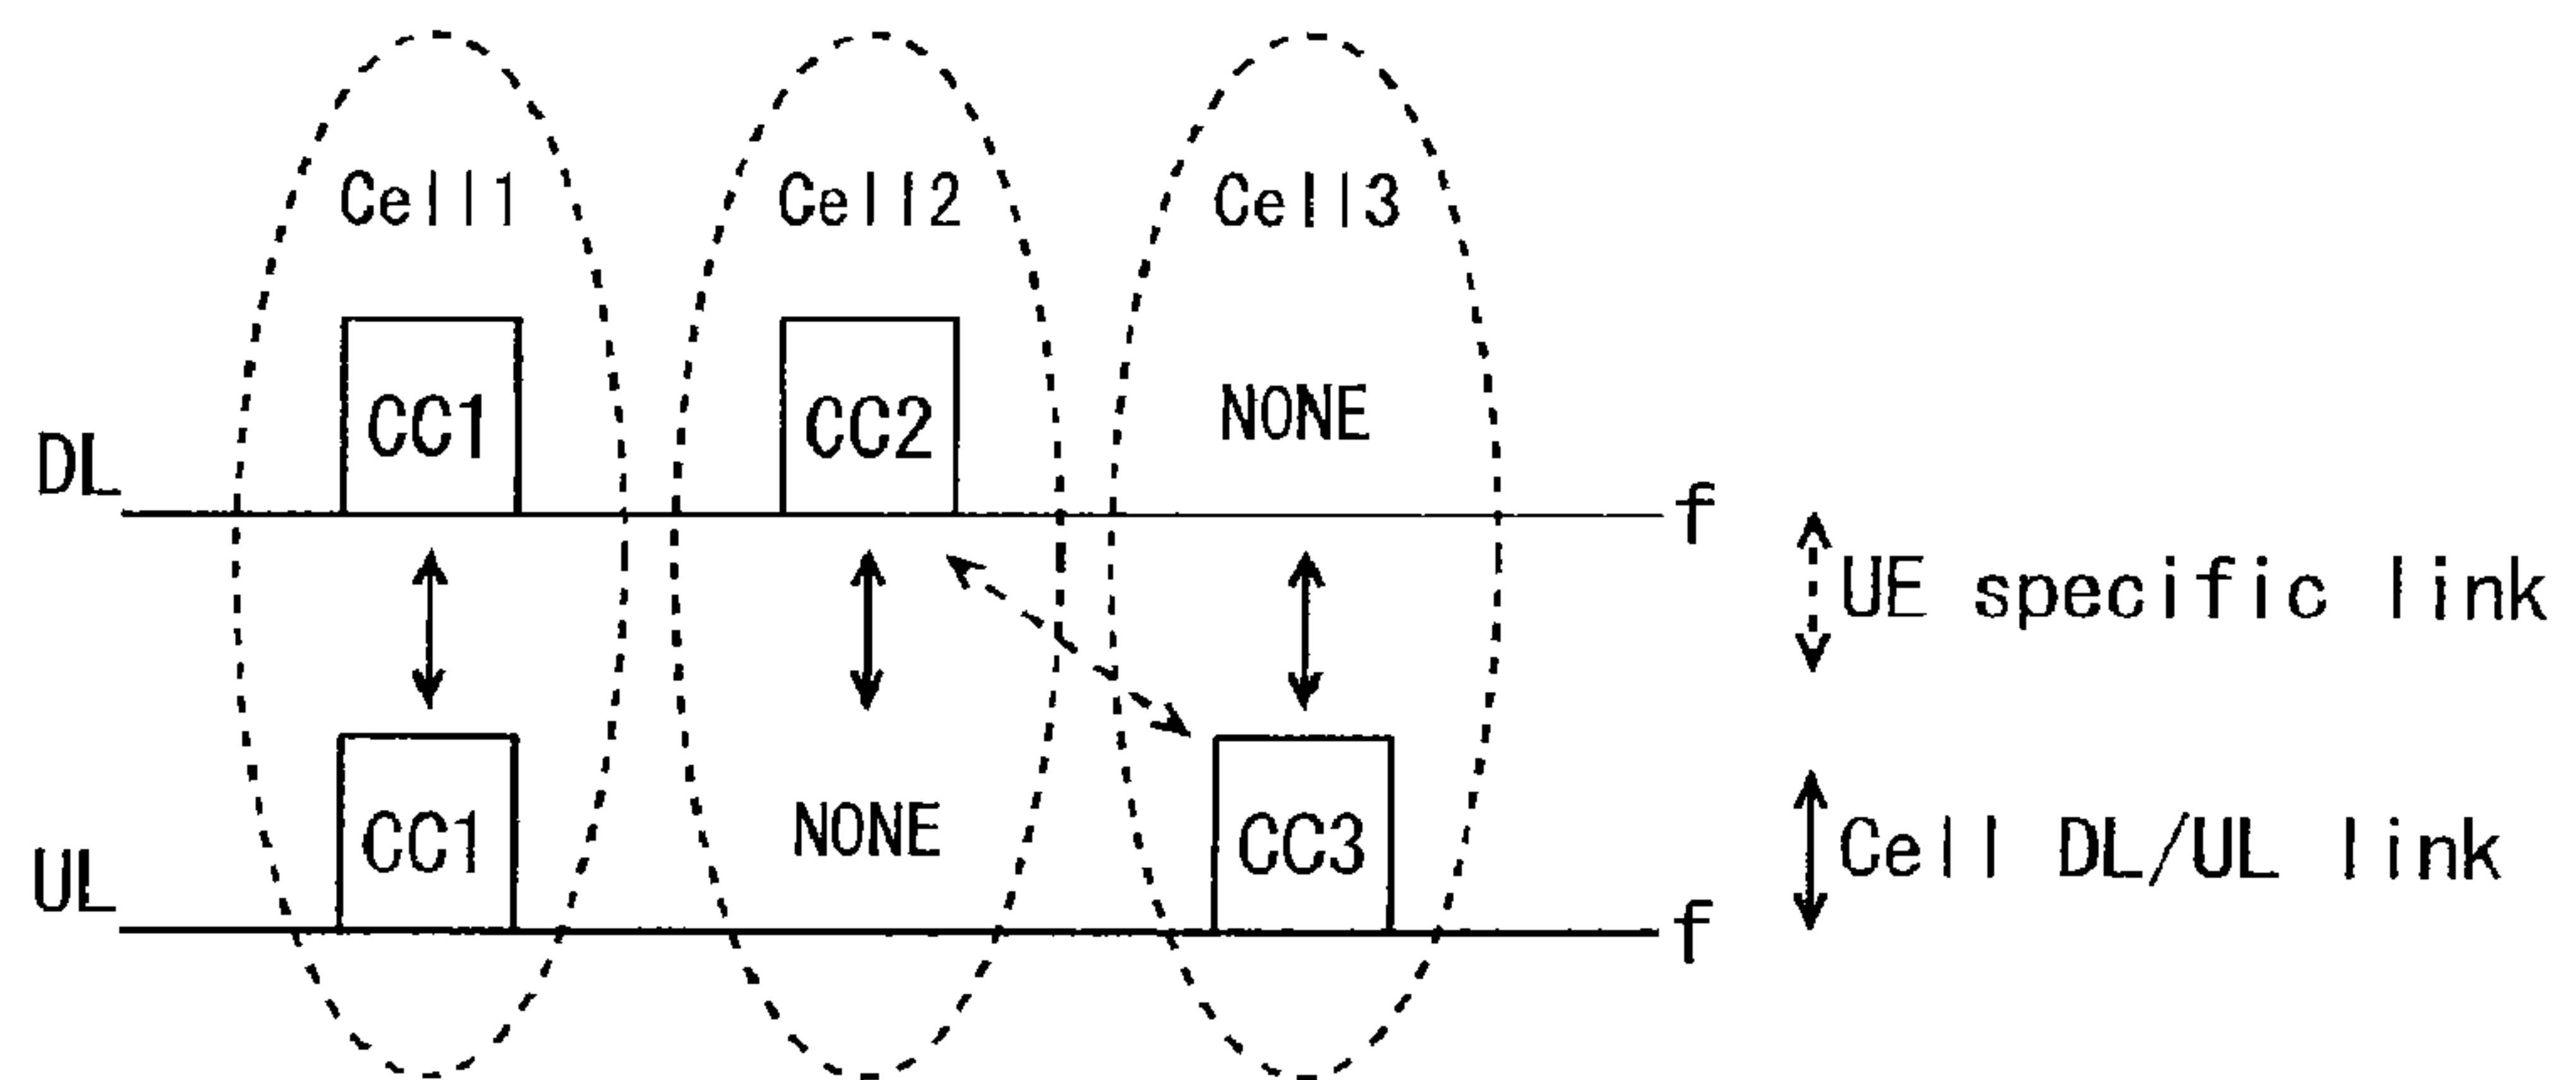 Cell1 Cell2 Cell3
CC1 CC2 NONE
DL f
UE specific link
CC1 NONE CC3
Cell DL/UL link
UL f